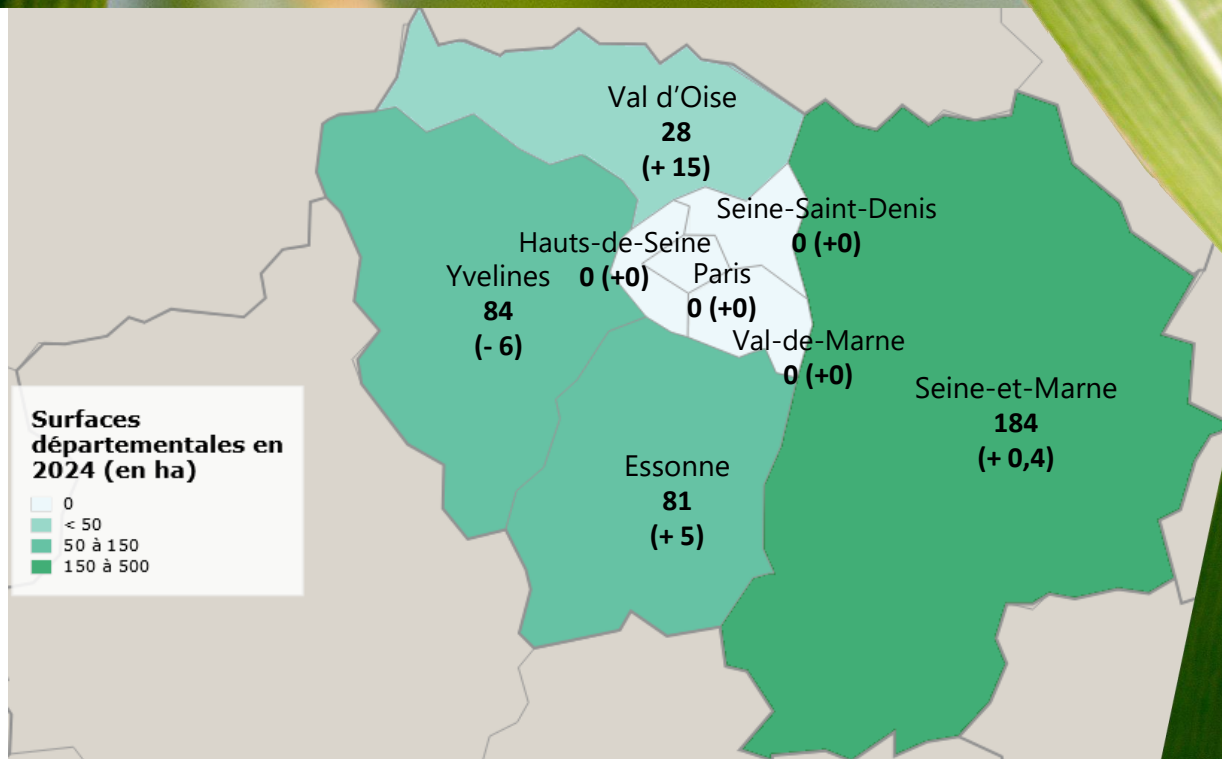 Val d'Oise
28
(+ 15)
Seine-Saint-Denis
0 (+0)
Hauts-de-Seine
0 (+0)
Paris
0 (+0)
Yvelines
84
(- 6)
Val-de-Marne
0 (+0)
Seine-et-Marne
184
(+ 0,4)
Essonne
81
(+ 5)
Surfaces
départementales en
2024 (en ha)
0
< 50
50 à 150
150 à 500